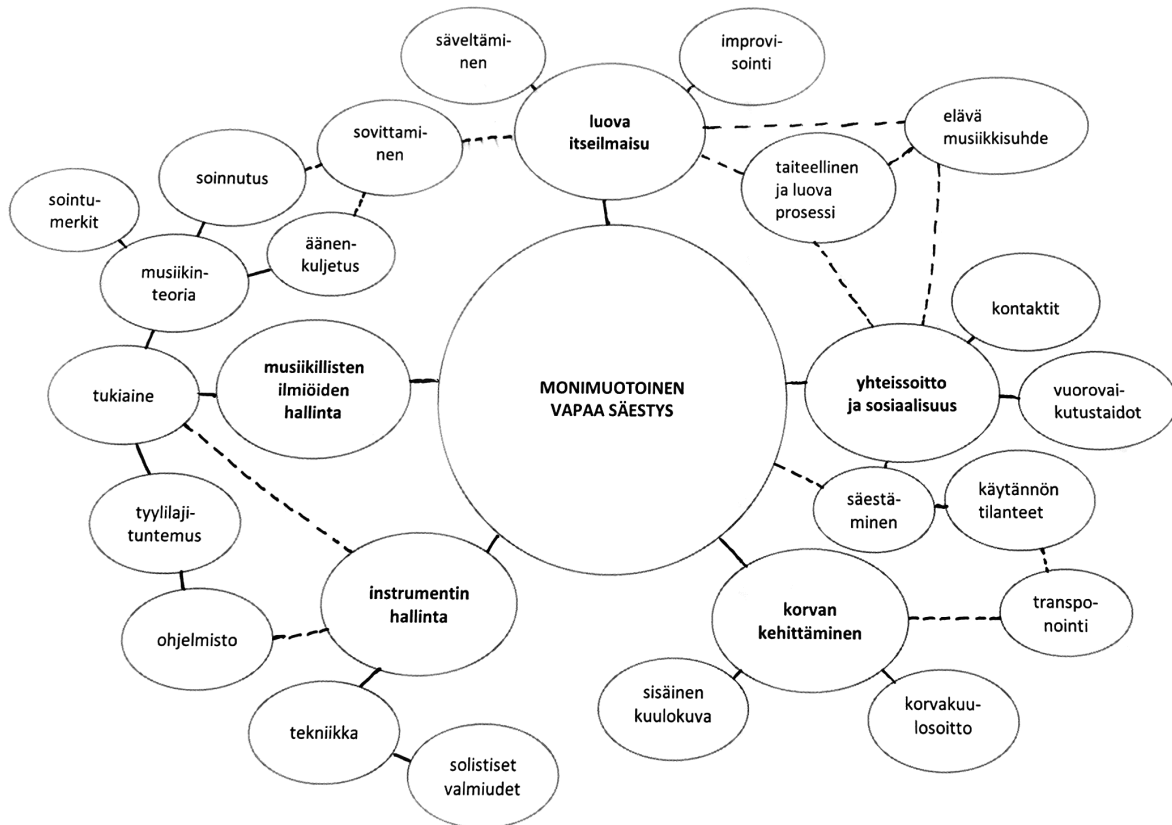 säveltämi-
nen
improvi-
sointi
luova
itseilmaisu
elävä
musiikkisuhde
sovittami-
nen
taiteellinen
ja luova
prosessi
soinnutus
sointu-
merkit
äänen-
kuljetus
musiikin-
teoria
kontaktit
tukiaine
musiikillisten
ilmiöiden
hallinta
MONIMUOTOINEN
VAPAA SÄESTYS
yhteissoitto
ja sosiaalisuus
vuorovai-
kutustaidot
tyylilaji-
tuntemus
säestä-
minen
käytännön
tilanteet
instrumentin
hallinta
korvan
kehittäminen
transpo-
nointi
ohjelmisto
sisäinen
kuulokuva
korvakuu-
losoitto
tekniikka
solistiset
valmiudet